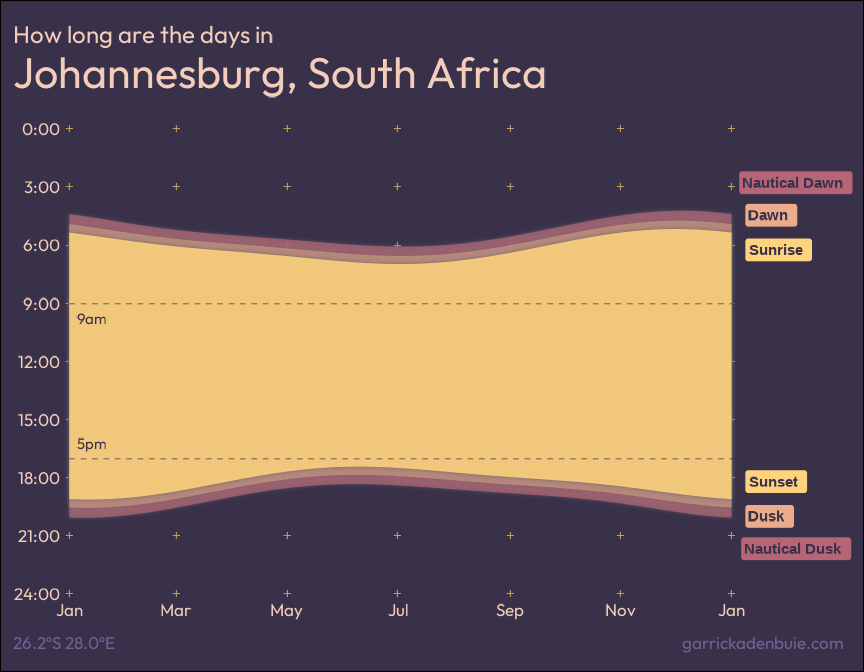 How long are the days in
Johannesburg, South Africa
0:00
3:00
Nautical Dawn
Dawn
6:00
Sunrise
9:00
9am
12:00
15:00
5pm
18:00
Sunset
Dusk
21:00
Nautical Dusk
24:00
Jan Mar May Jul Sep Nov Jan
26.2°S 28.0°E garrickadenbuie.com